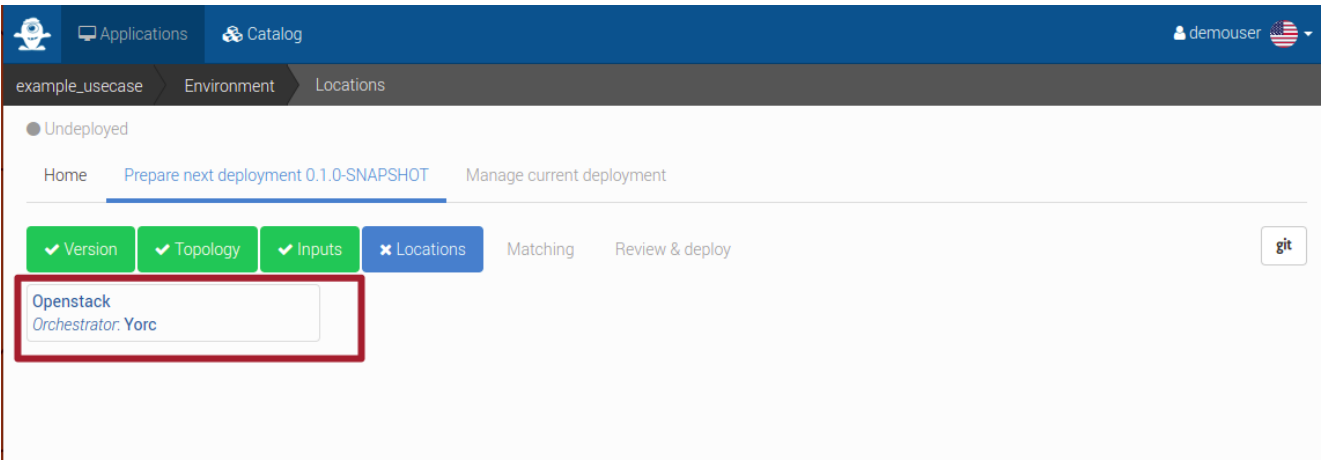 Applications Catalog demouser
example_usecase Environment Locations
Undeployed
Home Prepare next deployment 0.1.0-SNAPSHOT Manage current deployment
Version Topology Inputs Locations Matching Review & deploy git
Openstack
Orchestrator: Yorc